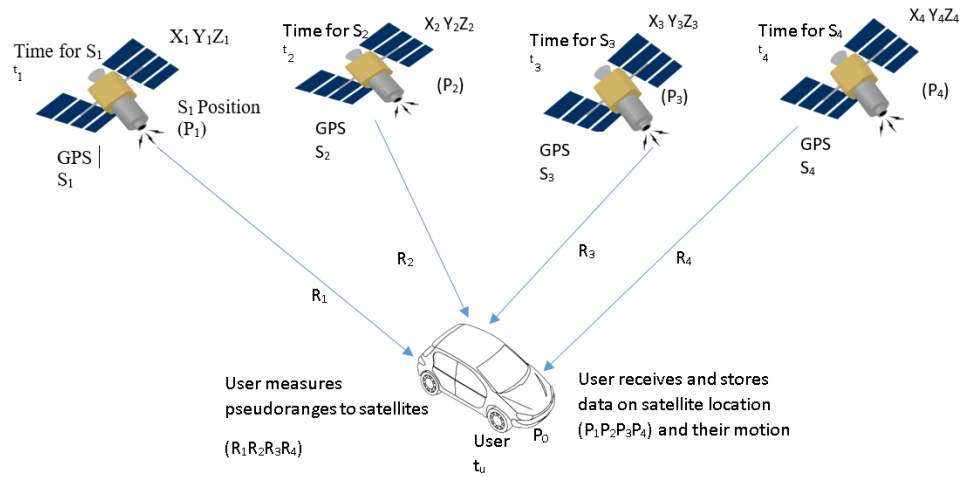 Time for S₁
t₁
X₁ Y₁Z₁
S₁ Position
(P₁)
GPS
S₁
Time for S₂
t₂
X₂ Y₂Z₂
(P₂)
GPS
S₂
Time for S₃
t₃
X₃ Y₃Z₃
(P₃)
GPS
S₃
Time for S₄
t₄
X₄ Y₄Z₄
(P₄)
GPS
S₄
R₁
R₂
R₃
R₄
User measures
pseudoranges to satellites
(R₁R₂R₃R₄)
User
tᵤ
P₀
User receives and stores
data on satellite location
(P₁P₂P₃P₄) and their motion